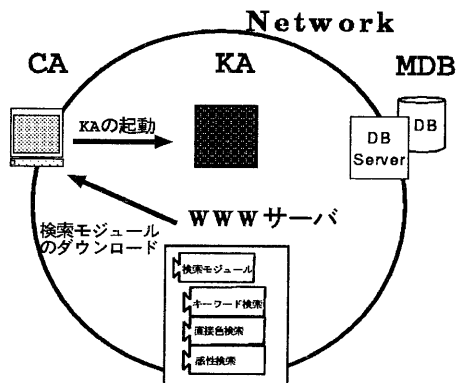 Network
CA
KA
MDB
KAの起動
DB
DB
Server
検索モジュール
のダウンロード
WWWサーバ
検索モジュール
キーワード検索
直接色検索
感性検索